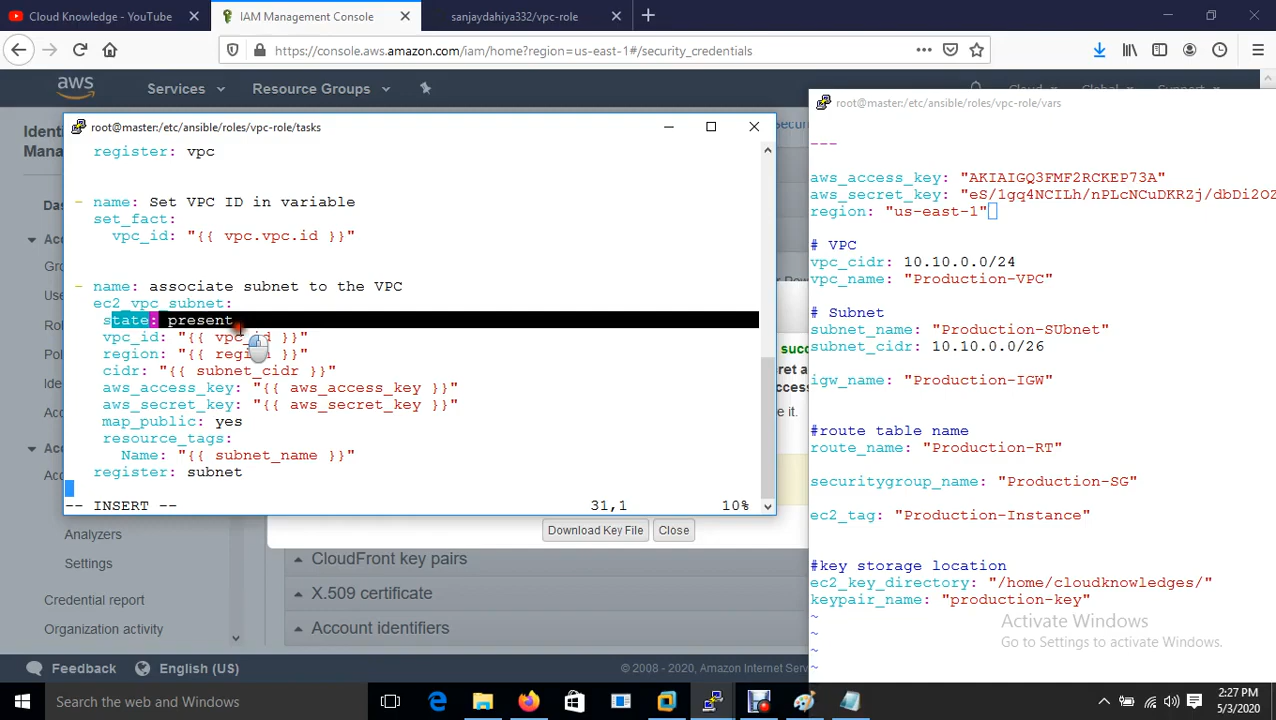 Cloud Knowledge - YouTube
IAM Management Console
sanjaydahiya332/vpc-role
https://console.aws.amazon.com/iam/home?region=us-east-1#/security_credentials
aws
Services
Resource Groups
root@master:/etc/ansible/roles/vpc-role/tasks
register: vpc
- name: Set VPC ID in variable
set_fact:
vpc_id: "{{ vpc.vpc.id }}"
- name: associate subnet to the VPC
ec2_vpc_subnet:
state: present
vpc_id: "{{ vpc_id }}"
region: "{{ region }}"
cidr: "{{ subnet_cidr }}"
aws_access_key: "{{ aws_access_key }}"
aws_secret_key: "{{ aws_secret_key }}"
map_public: yes
resource_tags:
Name: "{{ subnet_name }}"
register: subnet
-- INSERT --
31,1
10%
root@master:/etc/ansible/roles/vpc-role/vars
---
aws_access_key: "AKIAIGQ3FMF2RCKEP73A"
aws_secret_key: "eS/1gq4NCILh/nPLcNCuDKRZj/dbDi2OZ
region: "us-east-1"
# VPC
vpc_cidr: 10.10.0.0/24
vpc_name: "Production-VPC"
# Subnet
subnet_name: "Production-SUbnet"
subnet_cidr: 10.10.0.0/26
igw_name: "Production-IGW"
#route table name
route_name: "Production-RT"
securitygroup_name: "Production-SG"
ec2_tag: "Production-Instance"
#key storage location
ec2_key_directory: "/home/cloudknowledges/"
keypair_name: "production-key"
~
~
~
~
Activate Windows
Go to Settings to activate Windows.
Download Key File
Close
Analyzers
Settings
Credential report
Organization activity
CloudFront key pairs
X.509 certificate
Account identifiers
Feedback
English (US)
© 2008 - 2020, Amazon Internet Serv
Search the web and Windows
2:27 PM
5/3/2020